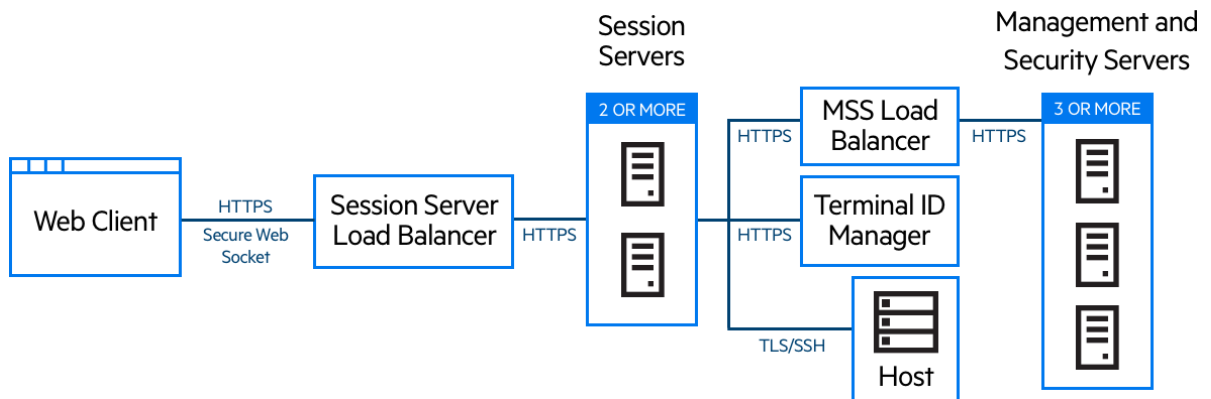 Session
Servers
Management and
Security Servers
2 OR MORE
MSS Load
Balancer
3 OR MORE
HTTPS
HTTPS
Web Client
HTTPS
Secure Web
Socket
Session Server
Load Balancer
HTTPS
Terminal ID
Manager
HTTPS
TLS/SSH
Host